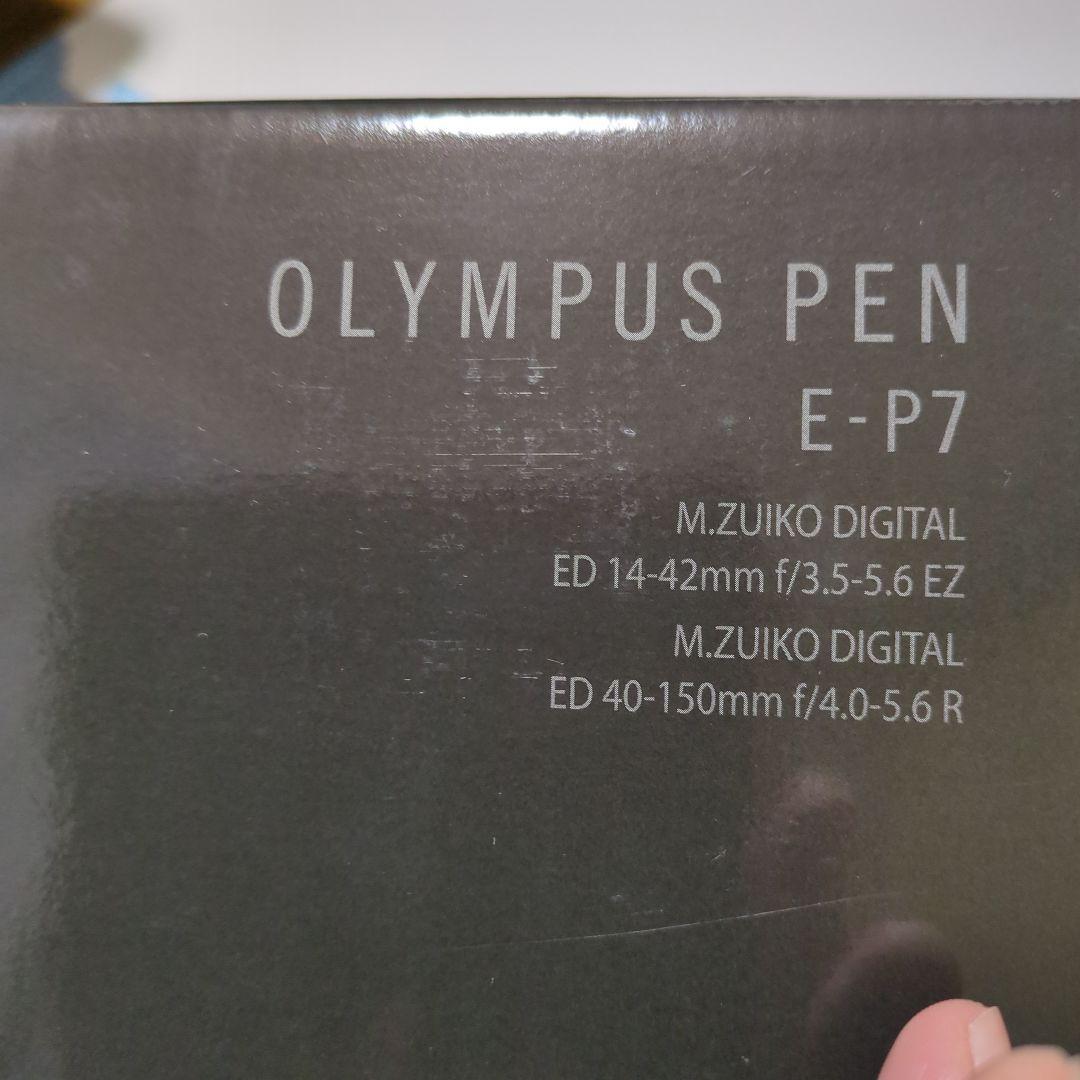 OLYMPUS PEN
E-P7
M.ZUIKO DIGITAL
ED 14-42mm f/3.5-5.6 EZ
M.ZUIKO DIGITAL
ED 40-150mm f/4.0-5.6 R